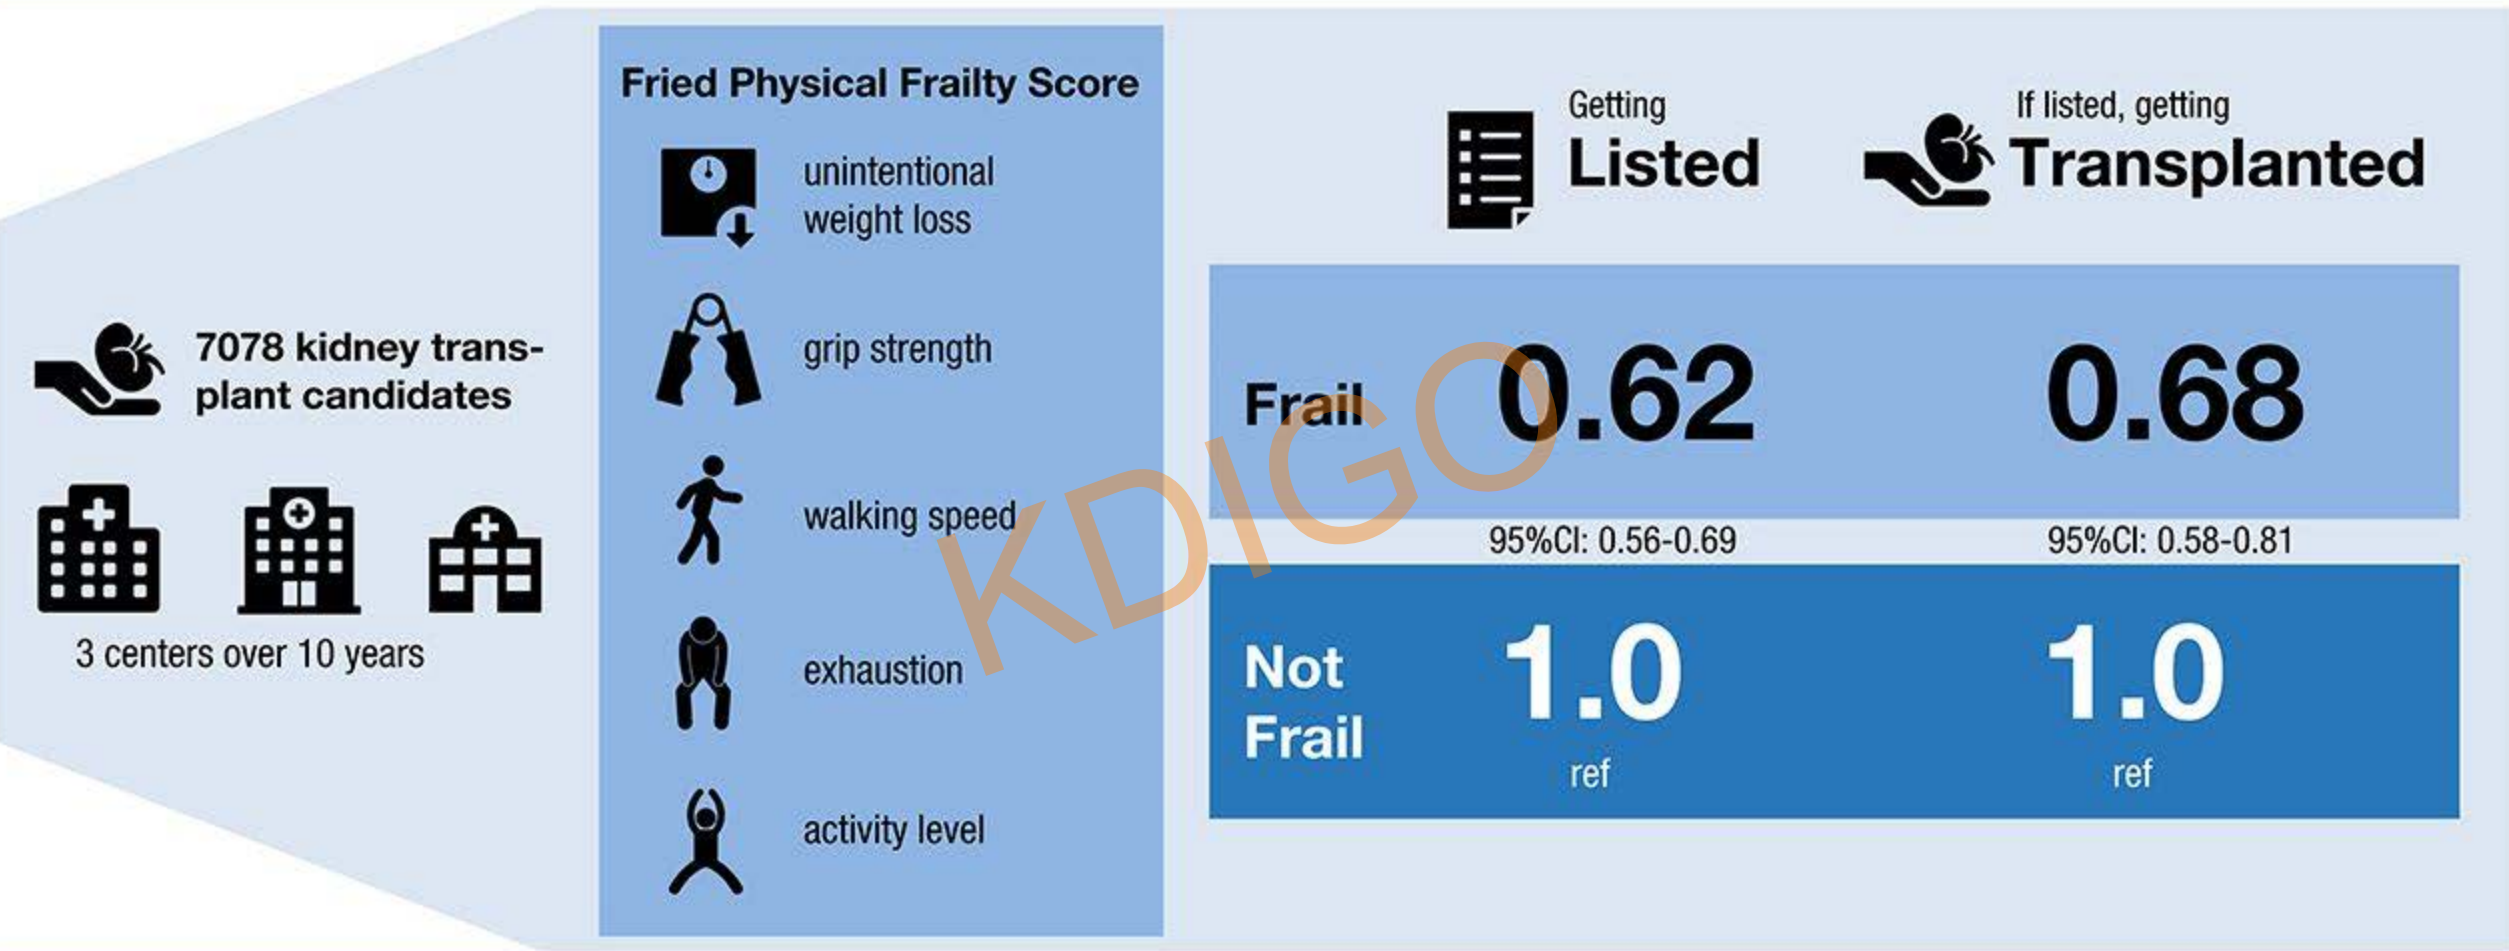 7078 kidney trans-
plant candidates
3 centers over 10 years
Fried Physical Frailty Score
unintentional
weight loss
grip strength
walking speed
exhaustion
activity level
Getting
Listed
If listed, getting
Transplanted
Frail
0.62
0.68
95%CI: 0.56-0.69
95%CI: 0.58-0.81
Not
Frail
1.0
1.0
ref
ref
KDIGO